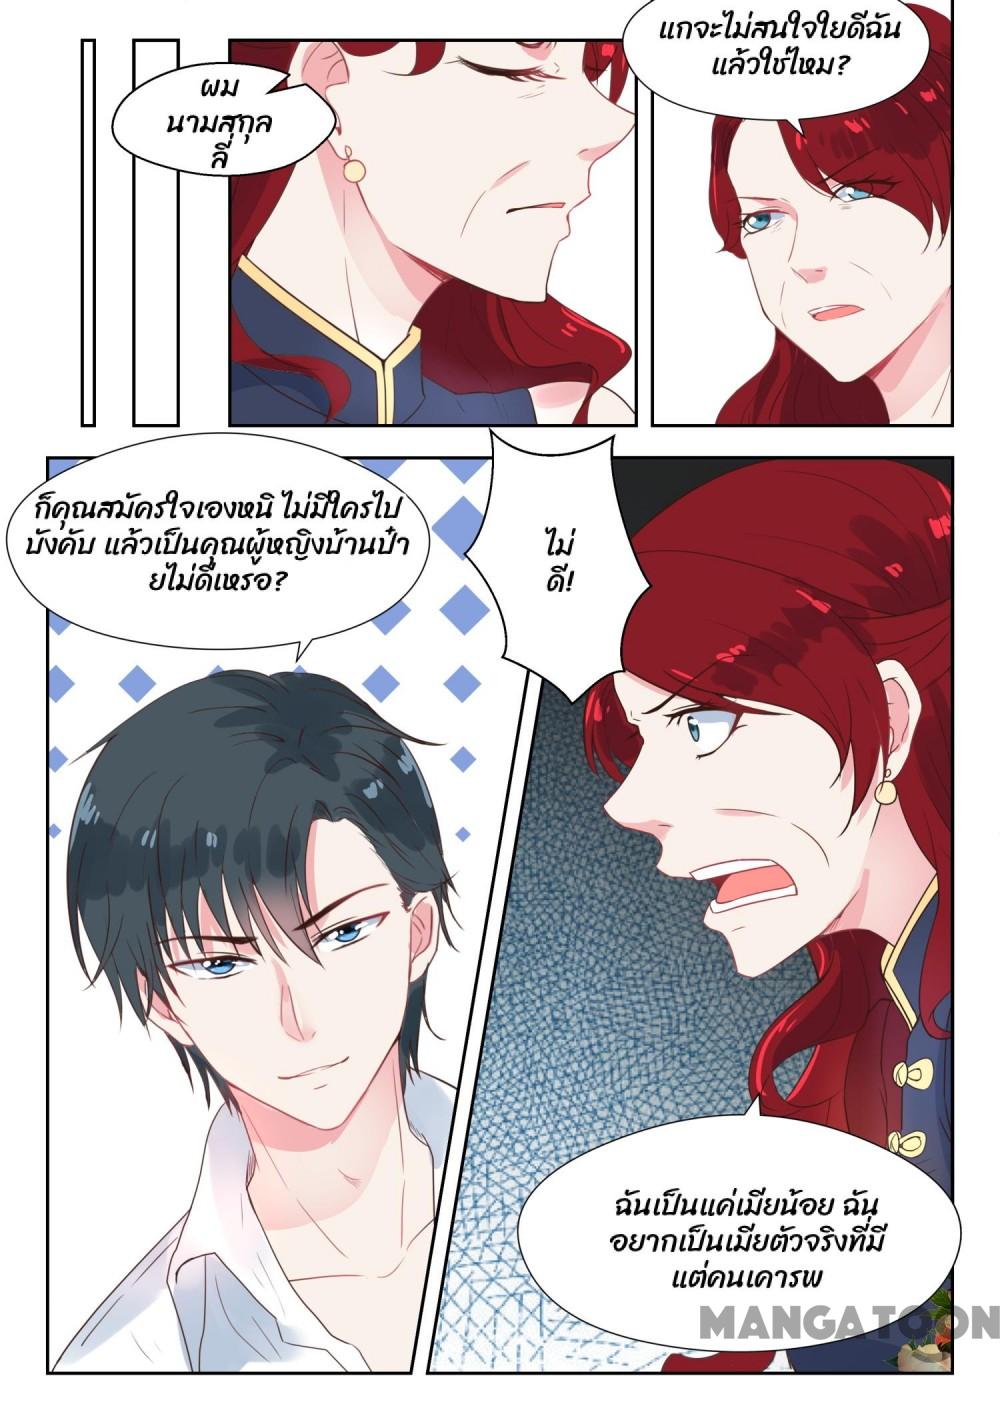 แกจะไม่สนใจใยดีฉัน
แล้วใช่ไหม?
ผม
นามสกุล
ลี่
ก็คุณสมัครใจเองหนิ ไม่มีใครไป
บังคับ แล้วเป็นคุณผู้หญิงบ้านป๋า
ยไม่ดีเหรอ?
ไม่
ดี!
ฉันเป็นแค่เมียน้อย ฉัน
อยากเป็นเมียตัวจริงที่มี
แต่คนเคารพ
MANGATOON